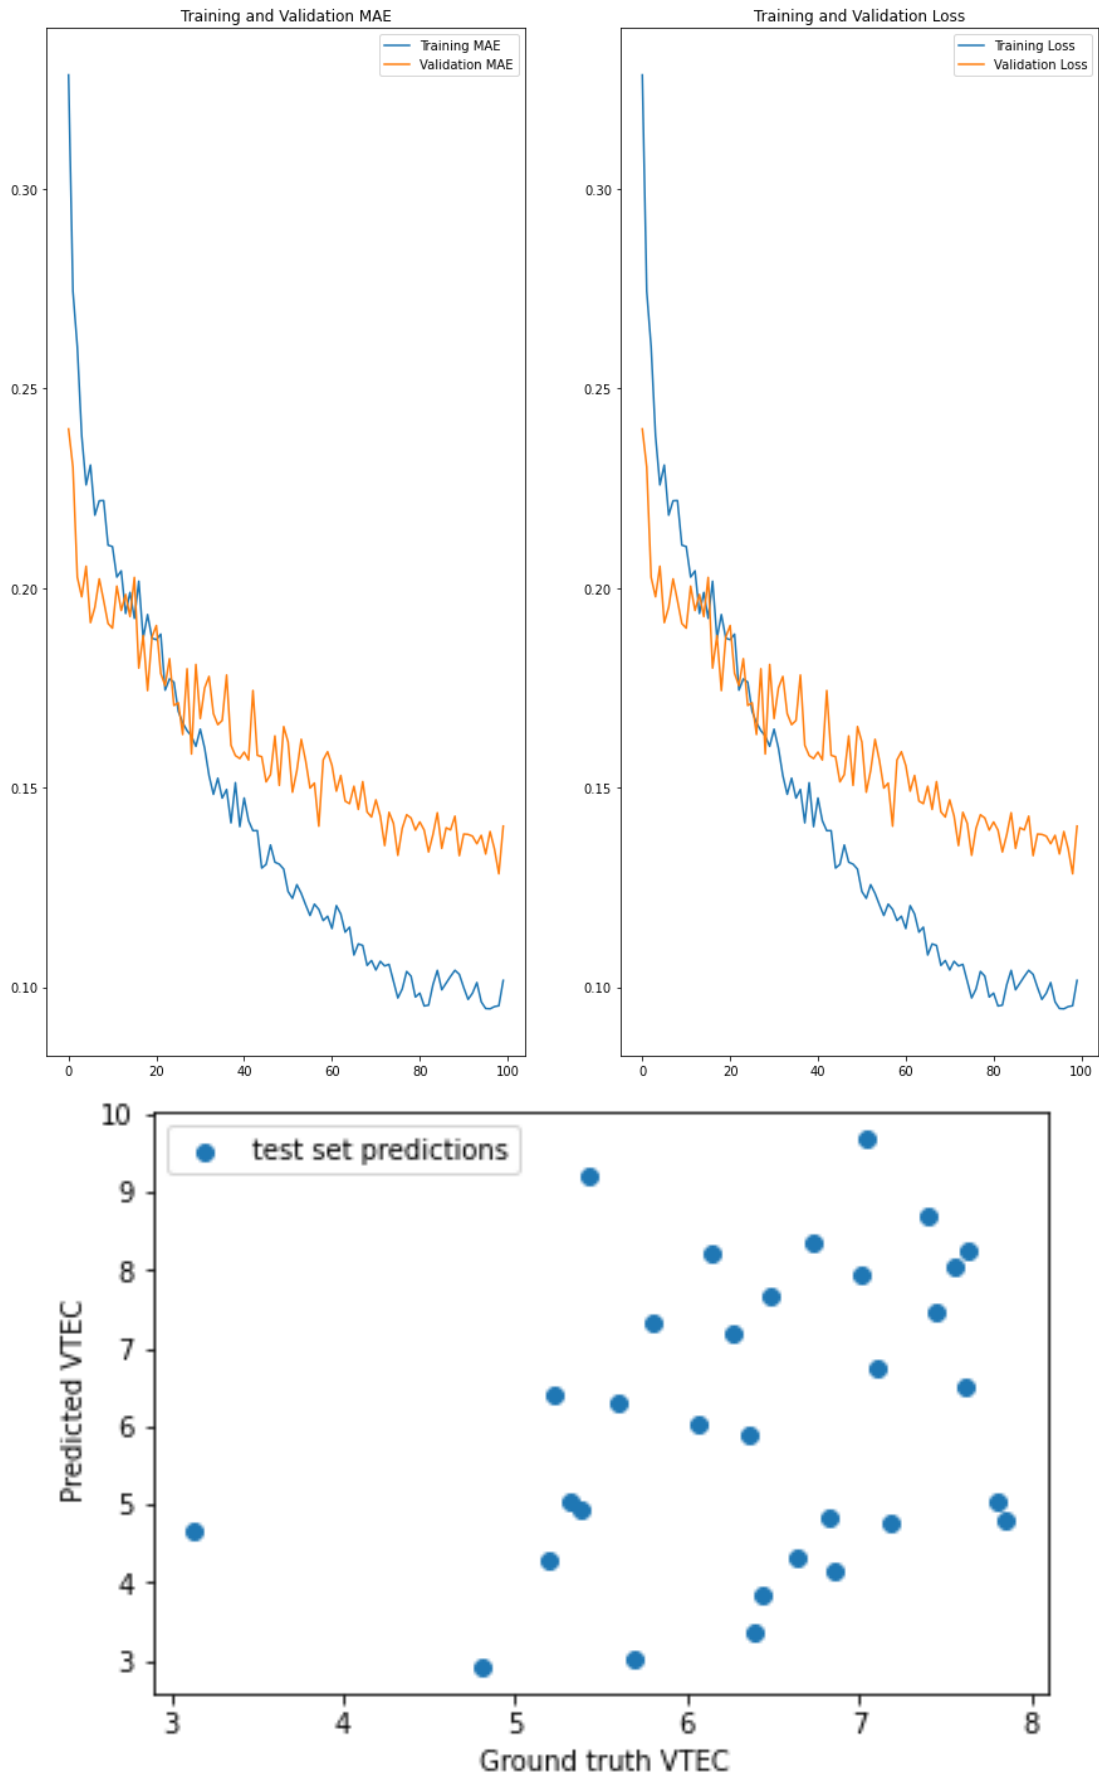 Training and Validation MAE
Training MAE
Validation MAE
0.30
0.25
0.20
0.15
0.10
0 20 40 60 80 100
Training and Validation Loss
Training Loss
Validation Loss
0.30
0.25
0.20
0.15
0.10
0 20 40 60 80 100
test set predictions
10
9
8
7
6
5
4
3
Predicted VTEC
3 4 5 6 7 8
Ground truth VTEC